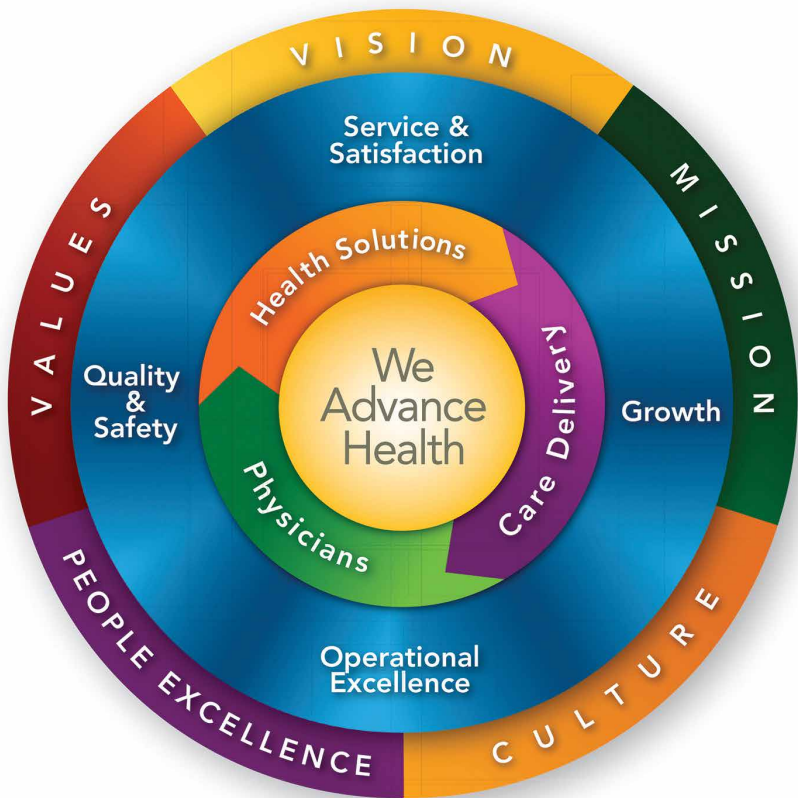 VISION
MISSION
CULTURE
PEOPLE EXCELLENCE
VALUES
Service &
Satisfaction
Growth
Operational
Excellence
Quality
&
Safety
Health Solutions
Care Delivery
Physicians
We
Advance
Health